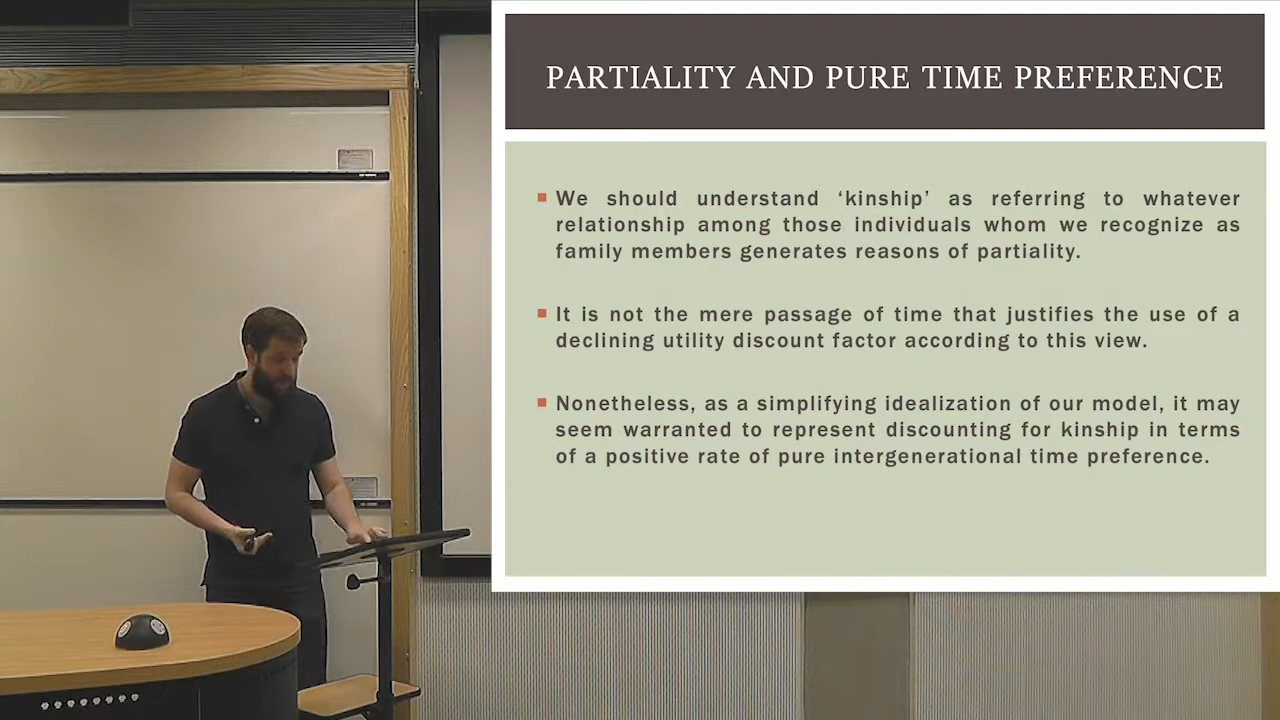 PARTIALITY AND PURE TIME PREFERENCE
We should understand ‘kinship’ as referring to whatever
relationship among those individuals whom we recognize as
family members generates reasons of partiality.
It is not the mere passage of time that justifies the use of a
declining utility discount factor according to this view.
Nonetheless, as a simplifying idealization of our model, it may
seem warranted to represent discounting for kinship in terms
of a positive rate of pure intergenerational time preference.